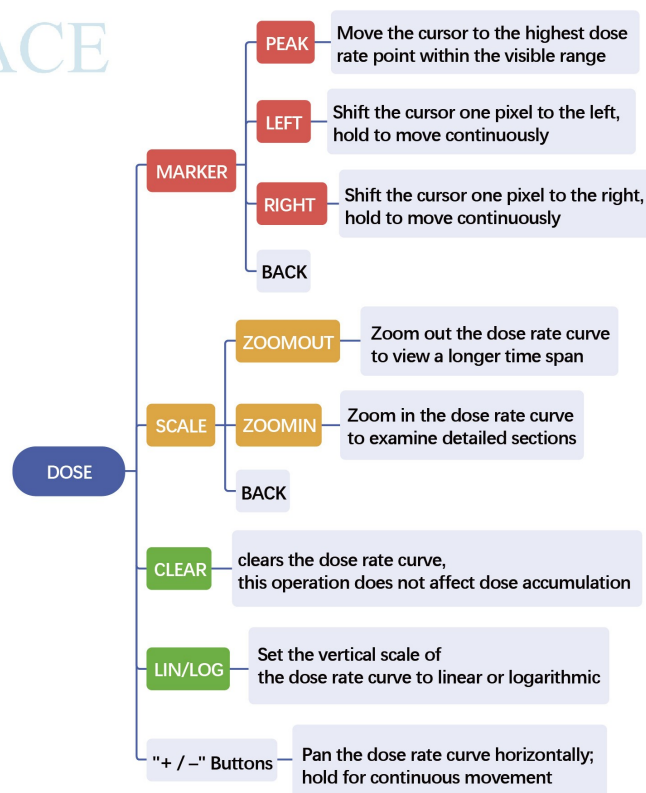 ACE
PEAK
Move the cursor to the highest dose
rate point within the visible range
LEFT
Shift the cursor one pixel to the left,
hold to move continuously
MARKER
RIGHT
Shift the cursor one pixel to the right,
hold to move continuously
BACK
ZOOMOUT
Zoom out the dose rate curve
to view a longer time span
SCALE
ZOOMIN
Zoom in the dose rate curve
to examine detailed sections
BACK
DOSE
CLEAR
clears the dose rate curve,
this operation does not affect dose accumulation
LIN/LOG
Set the vertical scale of
the dose rate curve to linear or logarithmic
"+ / –" Buttons
Pan the dose rate curve horizontally;
hold for continuous movement